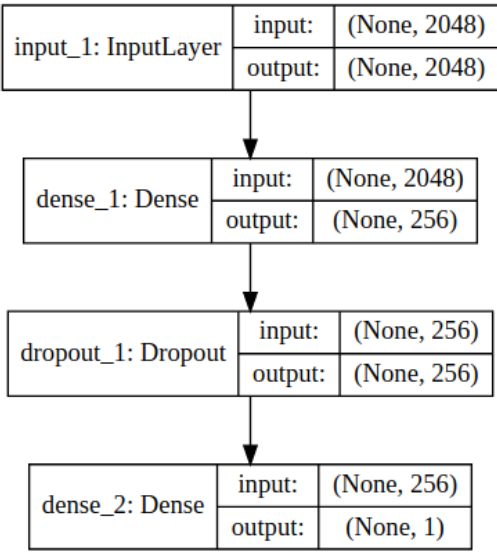 input_1: InputLayer
input: (None, 2048)
output: (None, 2048)
dense_1: Dense
input: (None, 2048)
output: (None, 256)
dropout_1: Dropout
input: (None, 256)
output: (None, 256)
dense_2: Dense
input: (None, 256)
output: (None, 1)